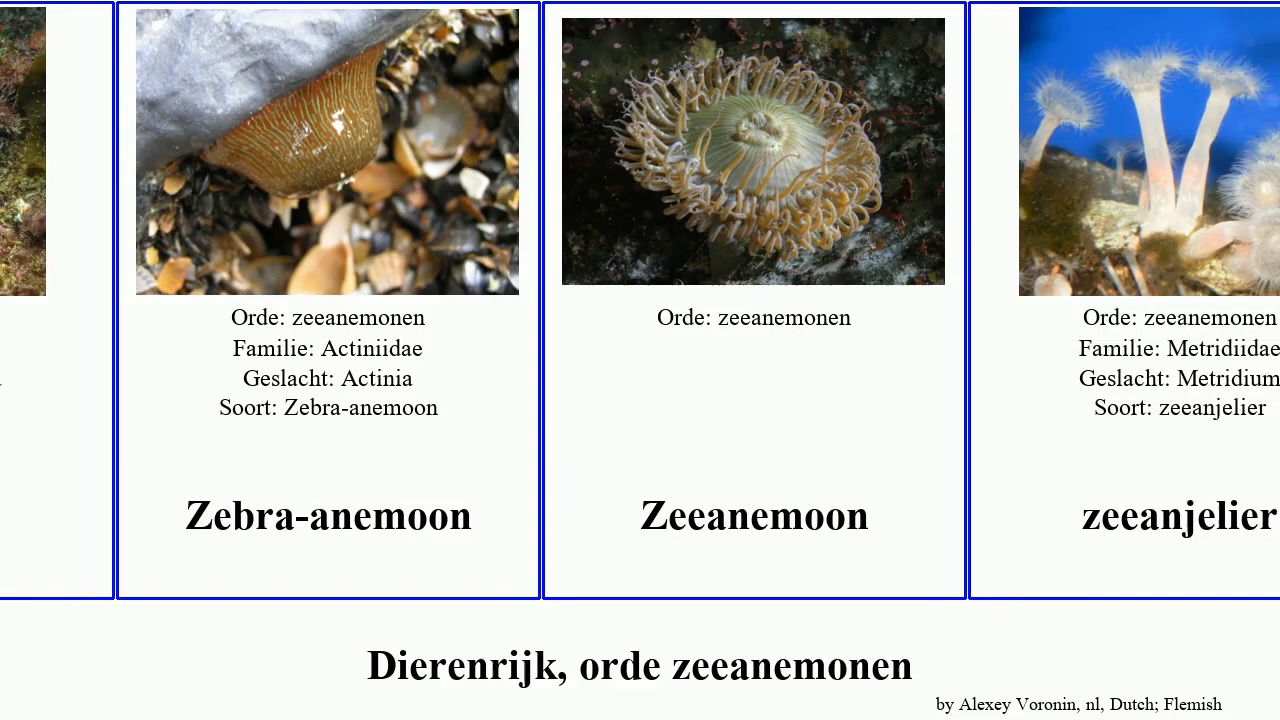 Orde: zeeanemonen
Familie: Actiniidae
Geslacht: Actinia
Soort: Zebra-anemoon
Zebra-anemoon
Orde: zeeanemonen
Zeeanemoon
Orde: zeeanemonen
Familie: Metridiidae
Geslacht: Metridium
Soort: zeeanjelier
zeeanjelier
Dierenrijk, orde zeeanemonen
by Alexey Voronin, nl, Dutch; Flemish